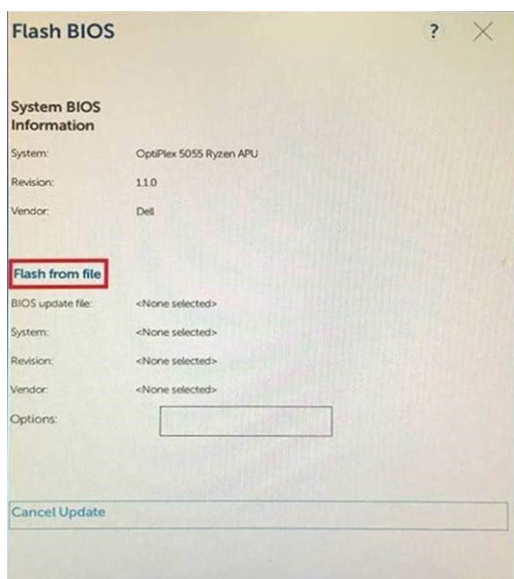 Flash BIOS ?
System BIOS
Information
System: OptiPlex 5055 Ryzen APU
Revision: 1.1.0
Vendor: Dell
Flash from file
BIOS update file: <None selected>
System: <None selected>
Revision: <None selected>
Vendor: <None selected>
Options:
Cancel Update